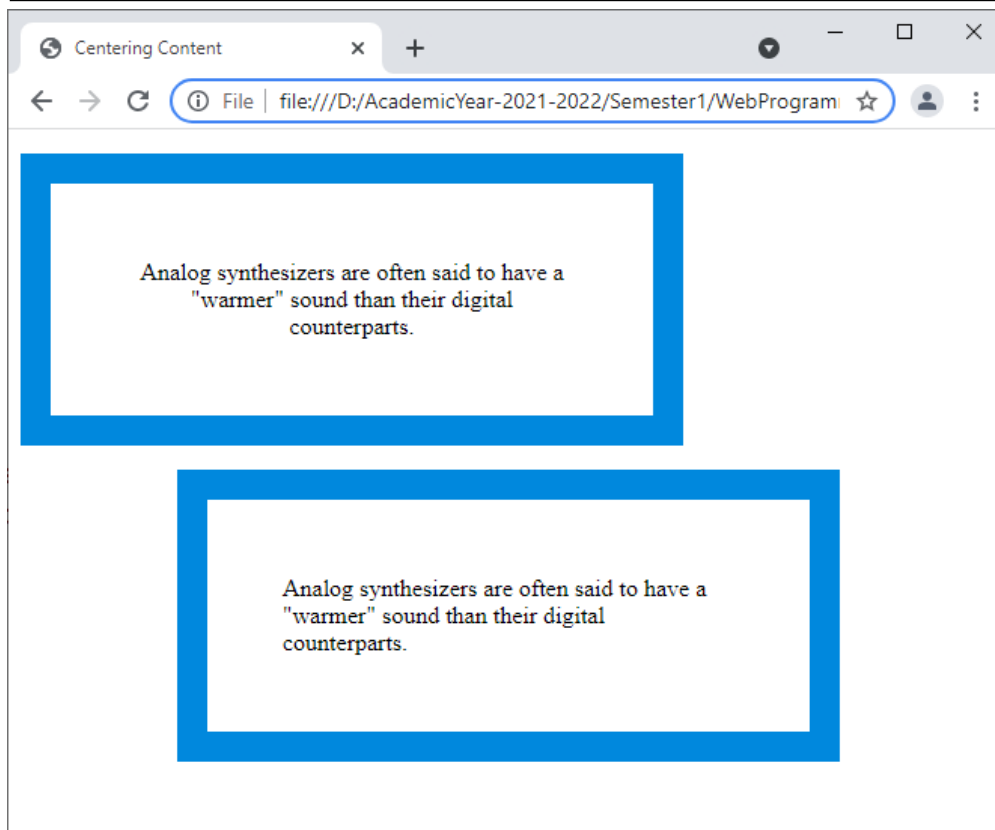 Centering Content
File file:///D:/AcademicYear-2021-2022/Semester1/WebProgram
Analog synthesizers are often said to have a
"warmer" sound than their digital
counterparts.
Analog synthesizers are often said to have a
"warmer" sound than their digital
counterparts.